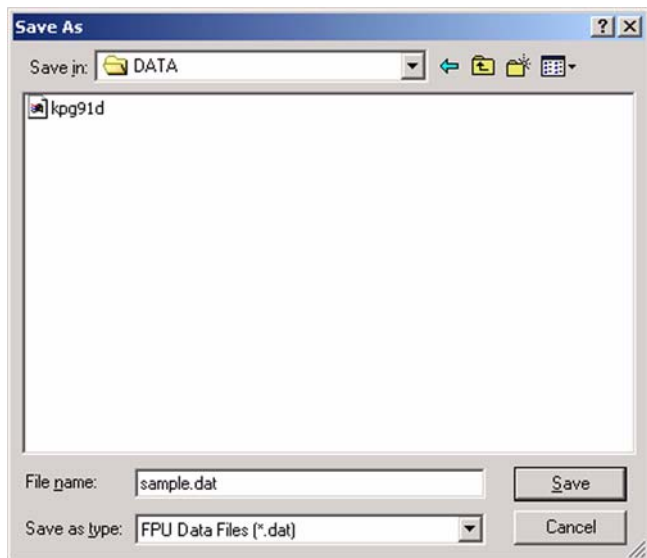 Save As
Save in: DATA
kpg91d
File name: sample.dat Save
Save as type: FPU Data Files (*.dat) Cancel